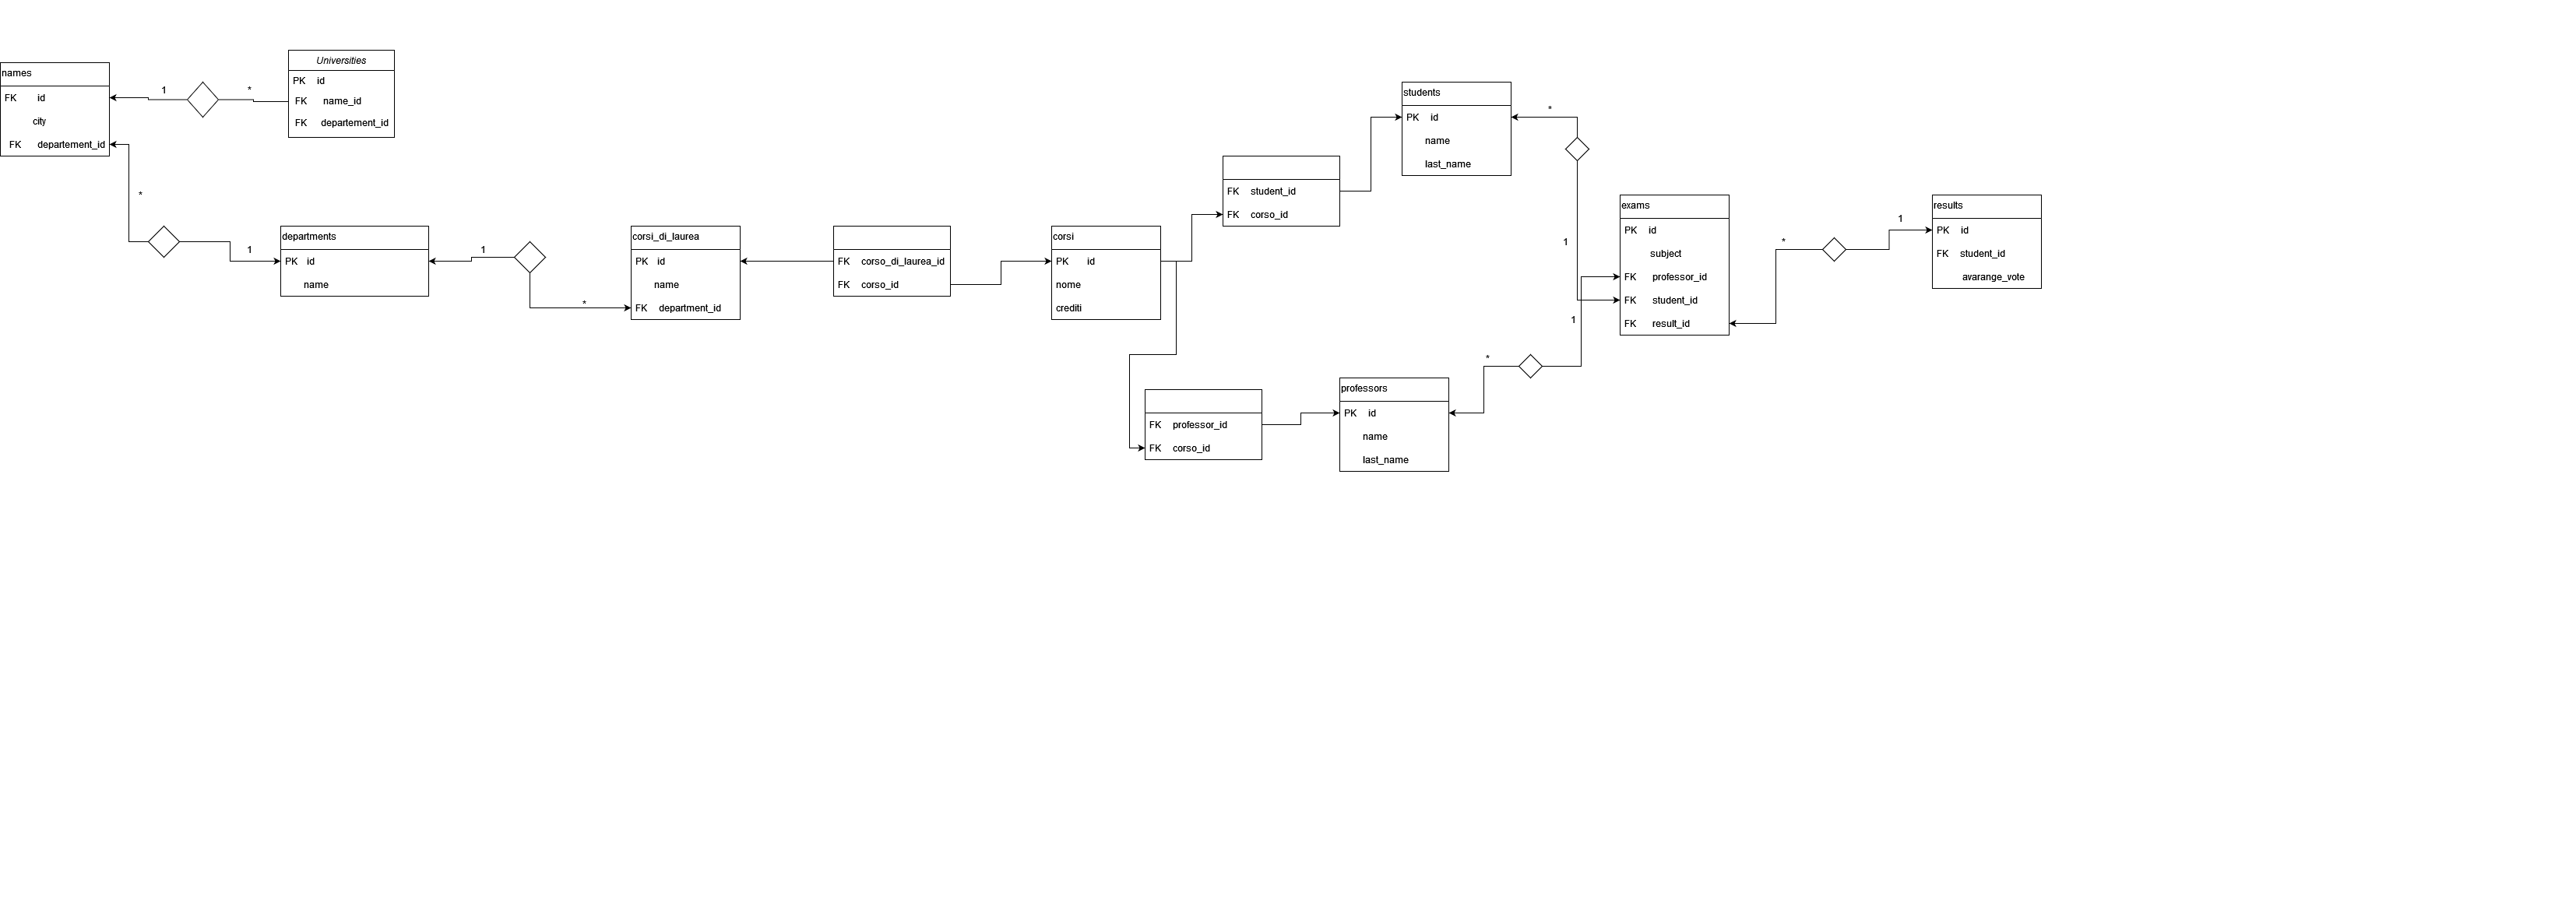 names
FK id
city
FK departement_id
1
*
Universities
PK id
FK name_id
FK departement_id
*
1
departments
PK id
name
1
*
corsi_di_laurea
PK id
name
FK department_id
FK corso_di_laurea_id
FK corso_id
corsi
PK id
nome
crediti
FK student_id
FK corso_id
students
PK id
name
last_name
*
1
FK professor_id
FK corso_id
professors
PK id
name
last_name
*
1
exams
PK id
subject
FK professor_id
FK student_id
FK result_id
*
1
results
PK id
FK student_id
avarange_vote